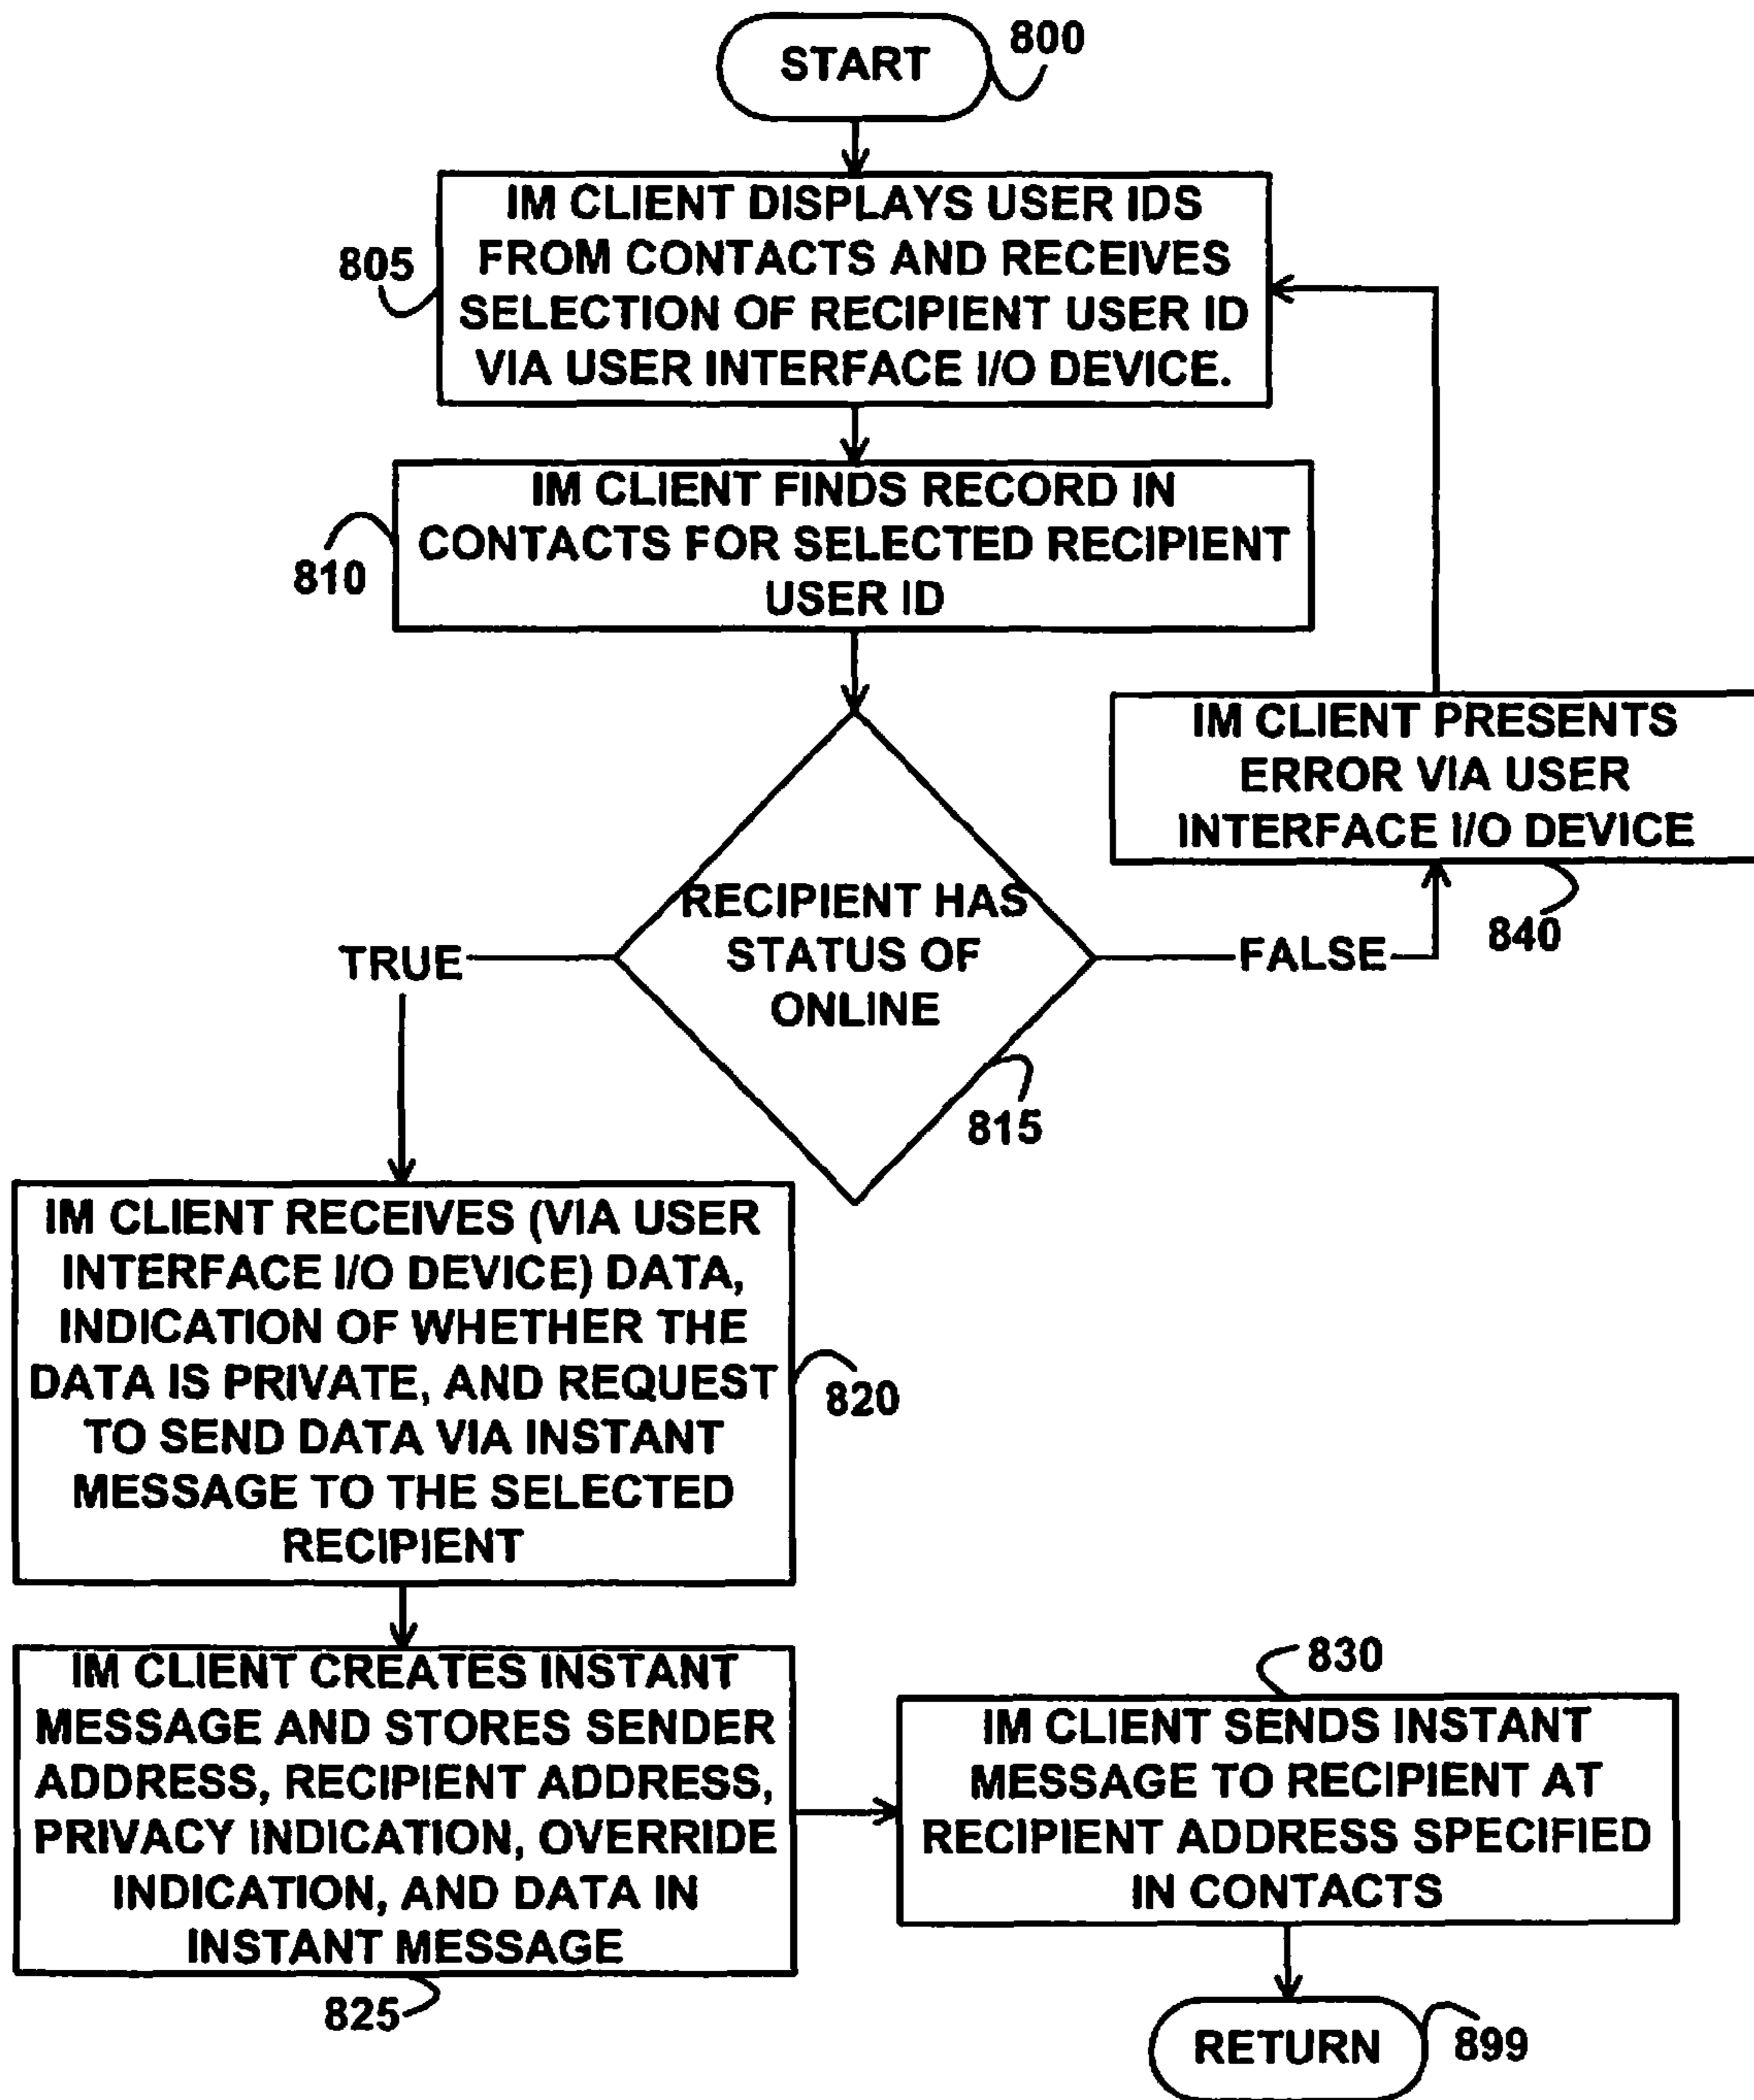 START
800
IM CLIENT DISPLAYS USER IDS
FROM CONTACTS AND RECEIVES
SELECTION OF RECIPIENT USER ID
VIA USER INTERFACE I/O DEVICE.
805
IM CLIENT FINDS RECORD IN
CONTACTS FOR SELECTED RECIPIENT
USER ID
810
IM CLIENT PRESENTS
ERROR VIA USER
INTERFACE I/O DEVICE
840
RECIPIENT HAS
STATUS OF
ONLINE
815
TRUE
FALSE
IM CLIENT RECEIVES (VIA USER
INTERFACE I/O DEVICE) DATA,
INDICATION OF WHETHER THE
DATA IS PRIVATE, AND REQUEST
TO SEND DATA VIA INSTANT
MESSAGE TO THE SELECTED
RECIPIENT
820
IM CLIENT CREATES INSTANT
MESSAGE AND STORES SENDER
ADDRESS, RECIPIENT ADDRESS,
PRIVACY INDICATION, OVERRIDE
INDICATION, AND DATA IN
INSTANT MESSAGE
825
830
IM CLIENT SENDS INSTANT
MESSAGE TO RECIPIENT AT
RECIPIENT ADDRESS SPECIFIED
IN CONTACTS
RETURN
899